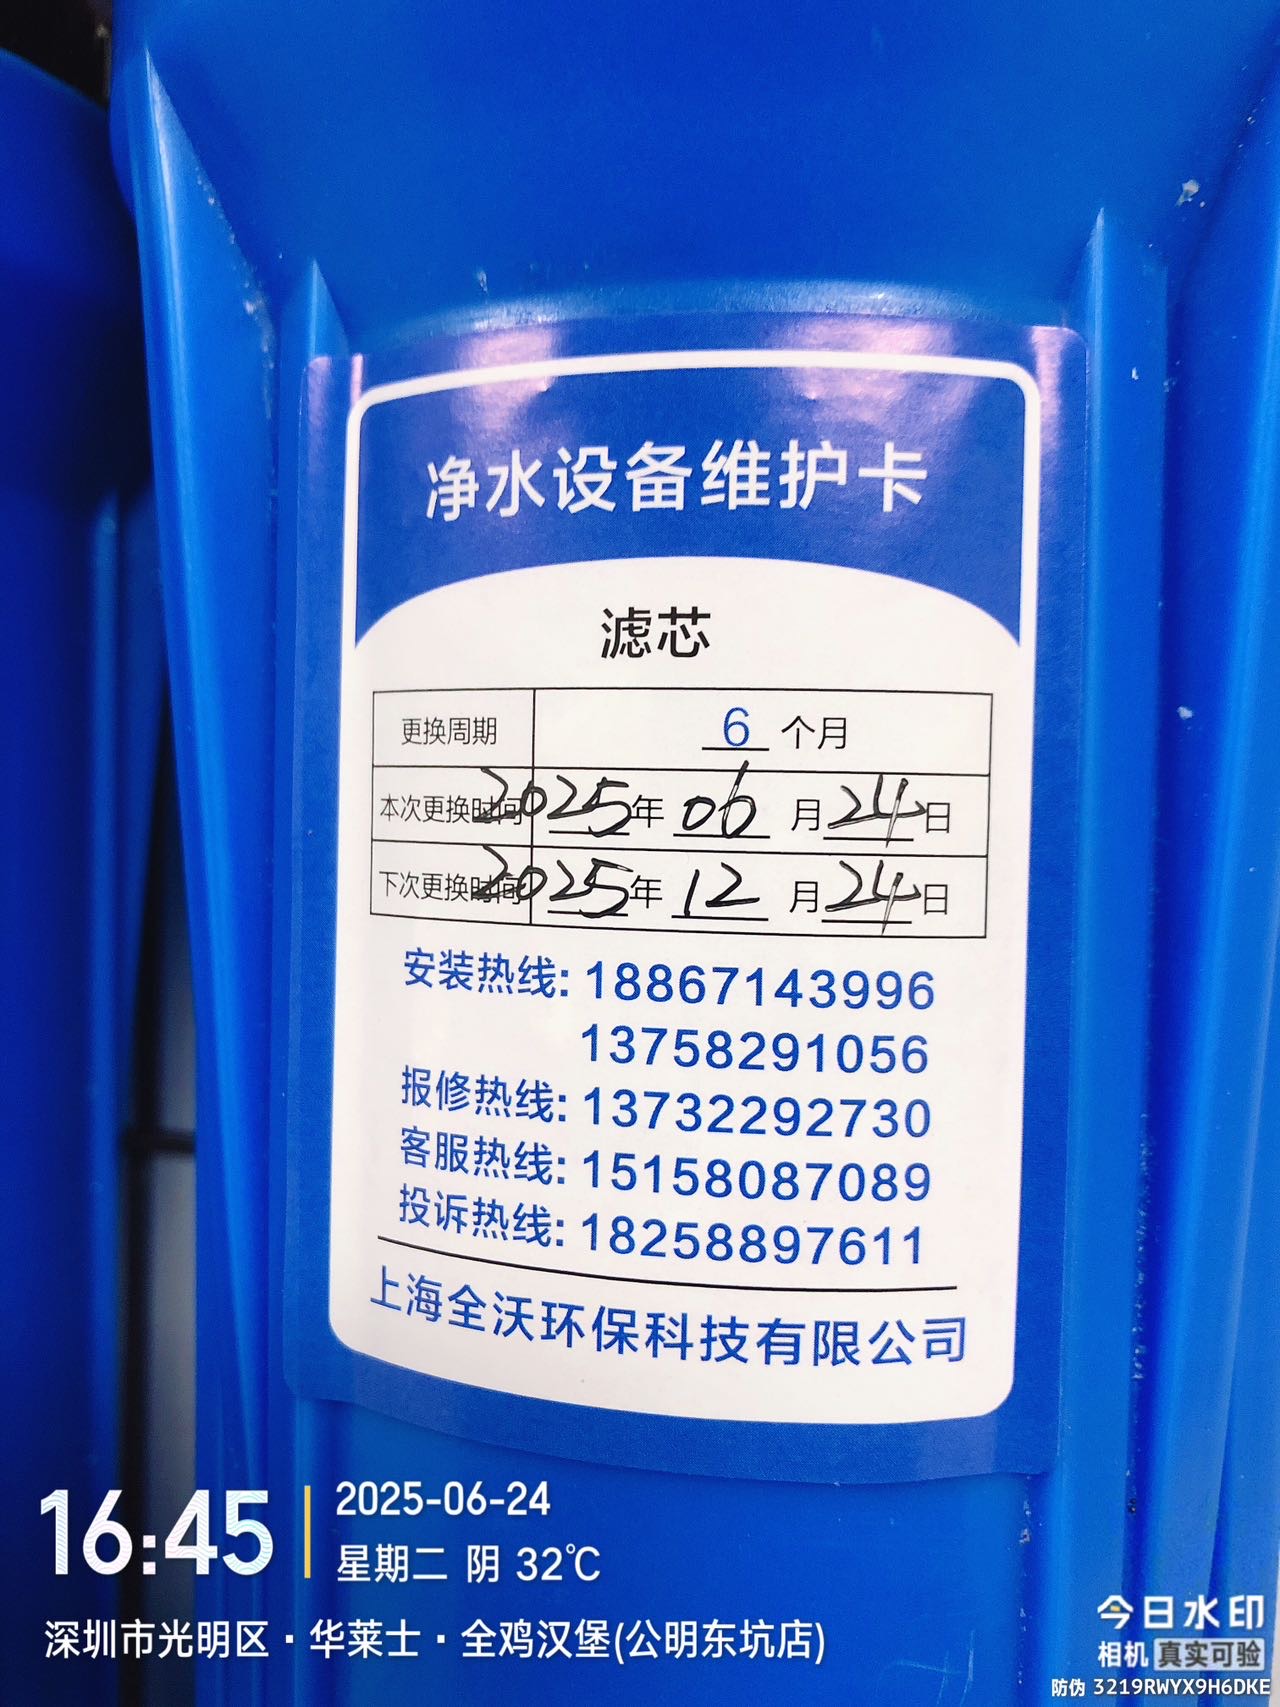 净水设备维护卡
滤芯
更换周期 6 个月
本次更换时间 2025年 06 月 24 日
下次更换时间 2025年 12 月 24 日
安装热线: 18867143996
13758291056
报修热线: 13732292730
客服热线: 15158087089
投诉热线: 18258897611
上海全沃环保科技有限公司
16:45
2025-06-24
星期二 阴 32℃
深圳市光明区·华莱士·全鸡汉堡(公明东坑店)
今日水印
相机 真实可验
防伪 3219RWYX9H6DKE